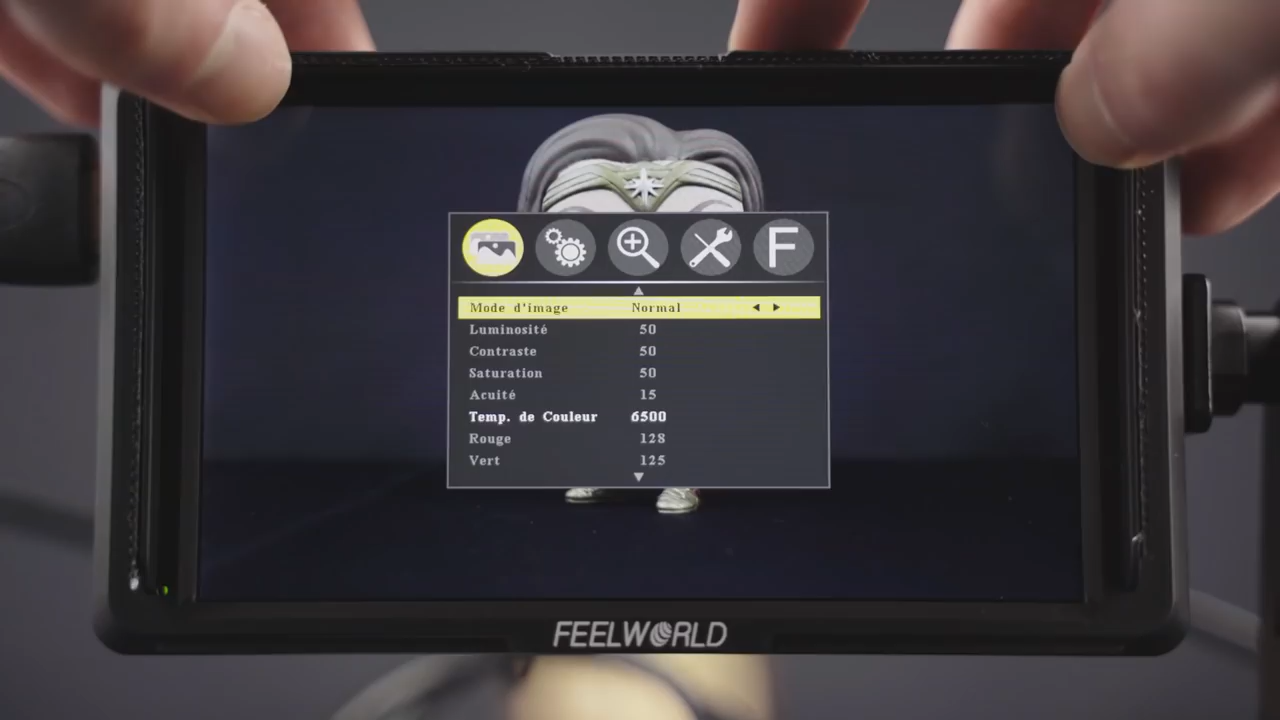 F
Mode d'image Normal
Luminosité 50
Contraste 50
Saturation 50
Acuité 15
Temp. de Couleur 6500
Rouge 128
Vert 125
FEELWORLD